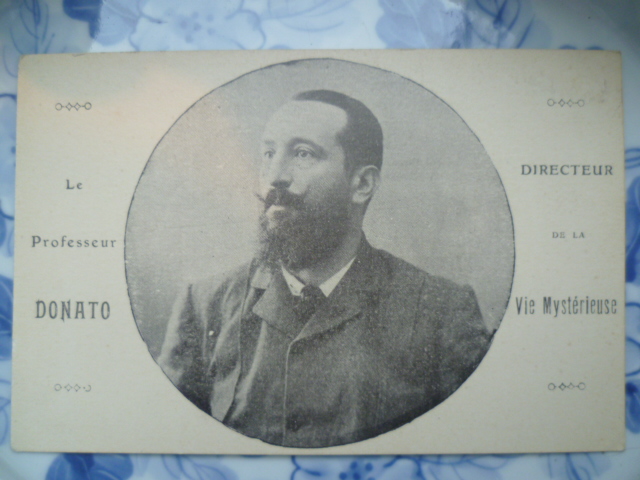 Le
Professeur
DONATO
DIRECTEUR
DE LA
Vie Mystérieuse